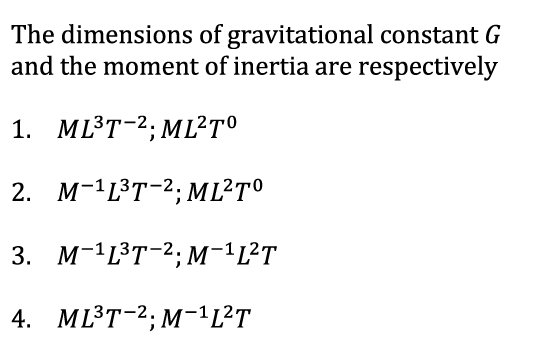 The dimensions of gravitational constant G
and the moment of inertia are respectively
1. ML³T⁻²; ML²T⁰
2. M⁻¹L³T⁻²; ML²T⁰
3. M⁻¹L³T⁻²; M⁻¹L²T
4. ML³T⁻²; M⁻¹L²T